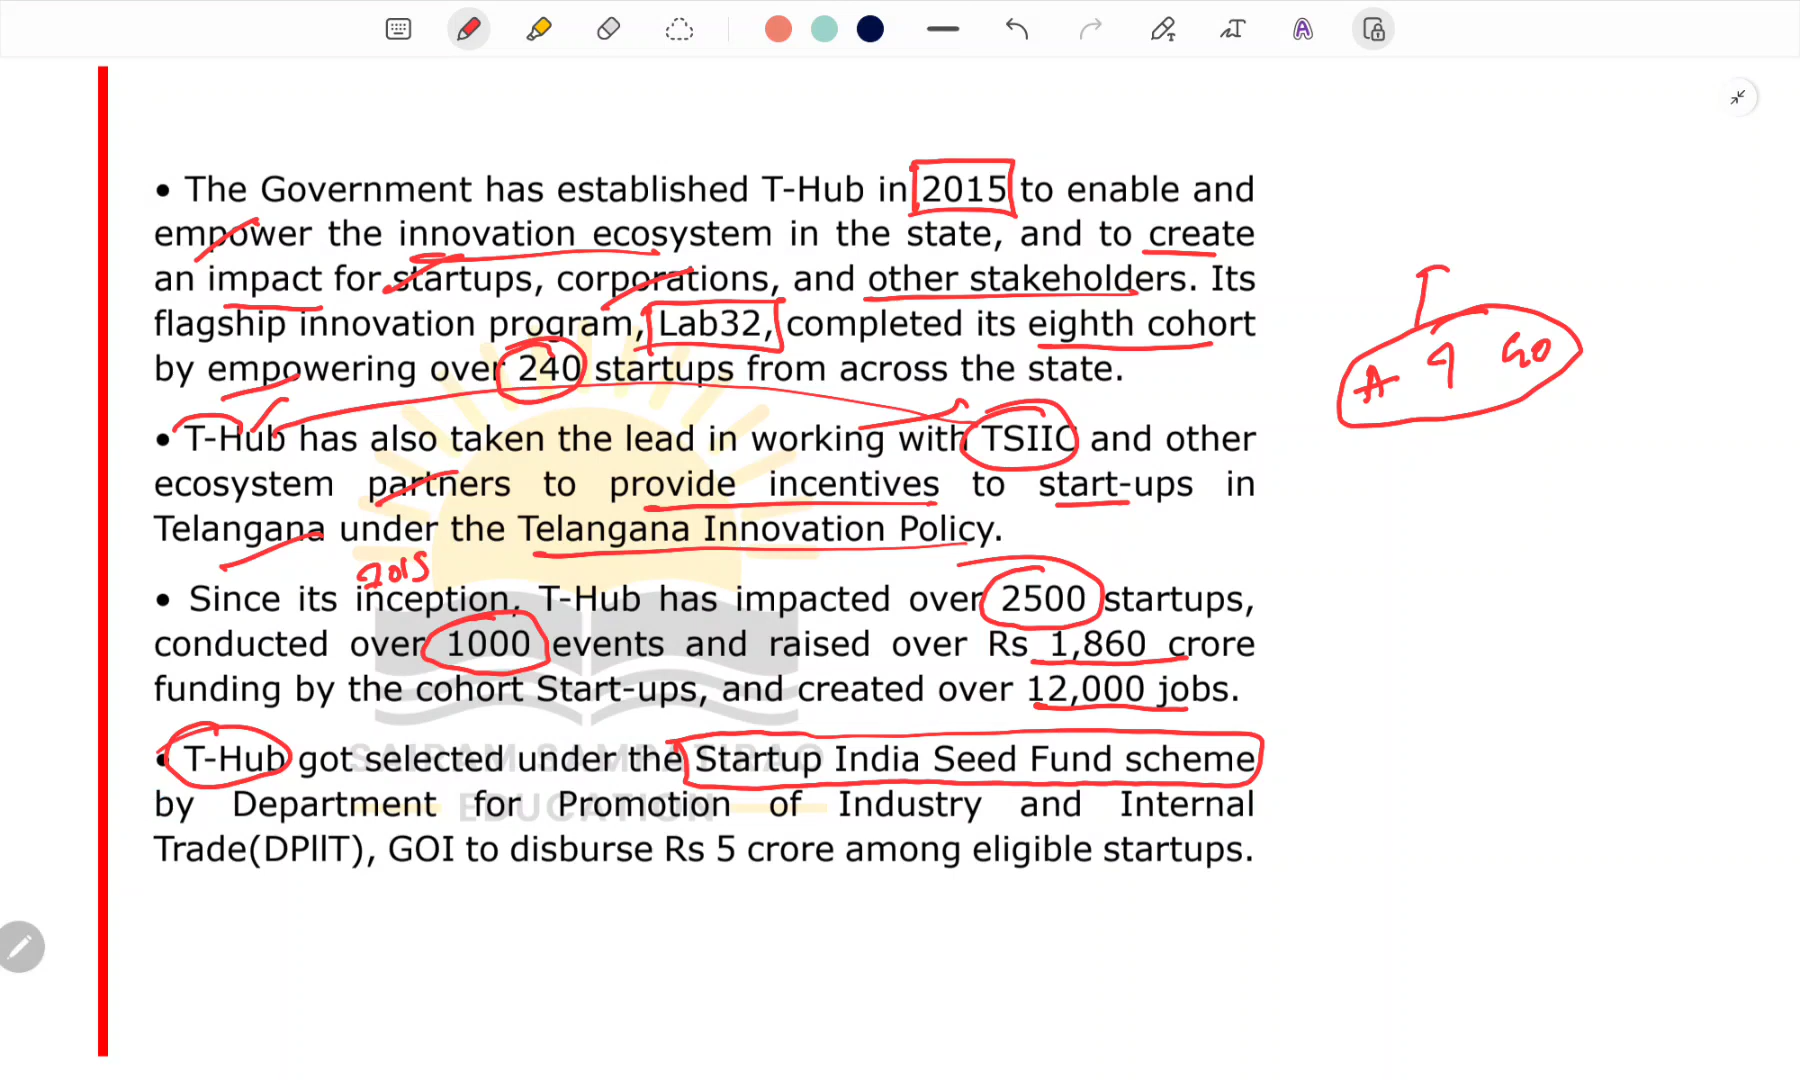 • The Government has established T-Hub in 2015 to enable and
empower the innovation ecosystem in the state, and to create
an impact for startups, corporations, and other stakeholders. Its
flagship innovation program, Lab32, completed its eighth cohort
by empowering over 240 startups from across the state.
• T-Hub has also taken the lead in working with TSIIC and other
ecosystem partners to provide incentives to start-ups in
Telangana under the Telangana Innovation Policy.
2015
• Since its inception, T-Hub has impacted over 2500 startups,
conducted over 1000 events and raised over Rs 1,860 crore
funding by the cohort Start-ups, and created over 12,000 jobs.
• T-Hub got selected under the Startup India Seed Fund scheme
by Department for Promotion of Industry and Internal
Trade(DPllT), GOI to disburse Rs 5 crore among eligible startups.
SAIRAM SAMPATIRAO
EDUCATION